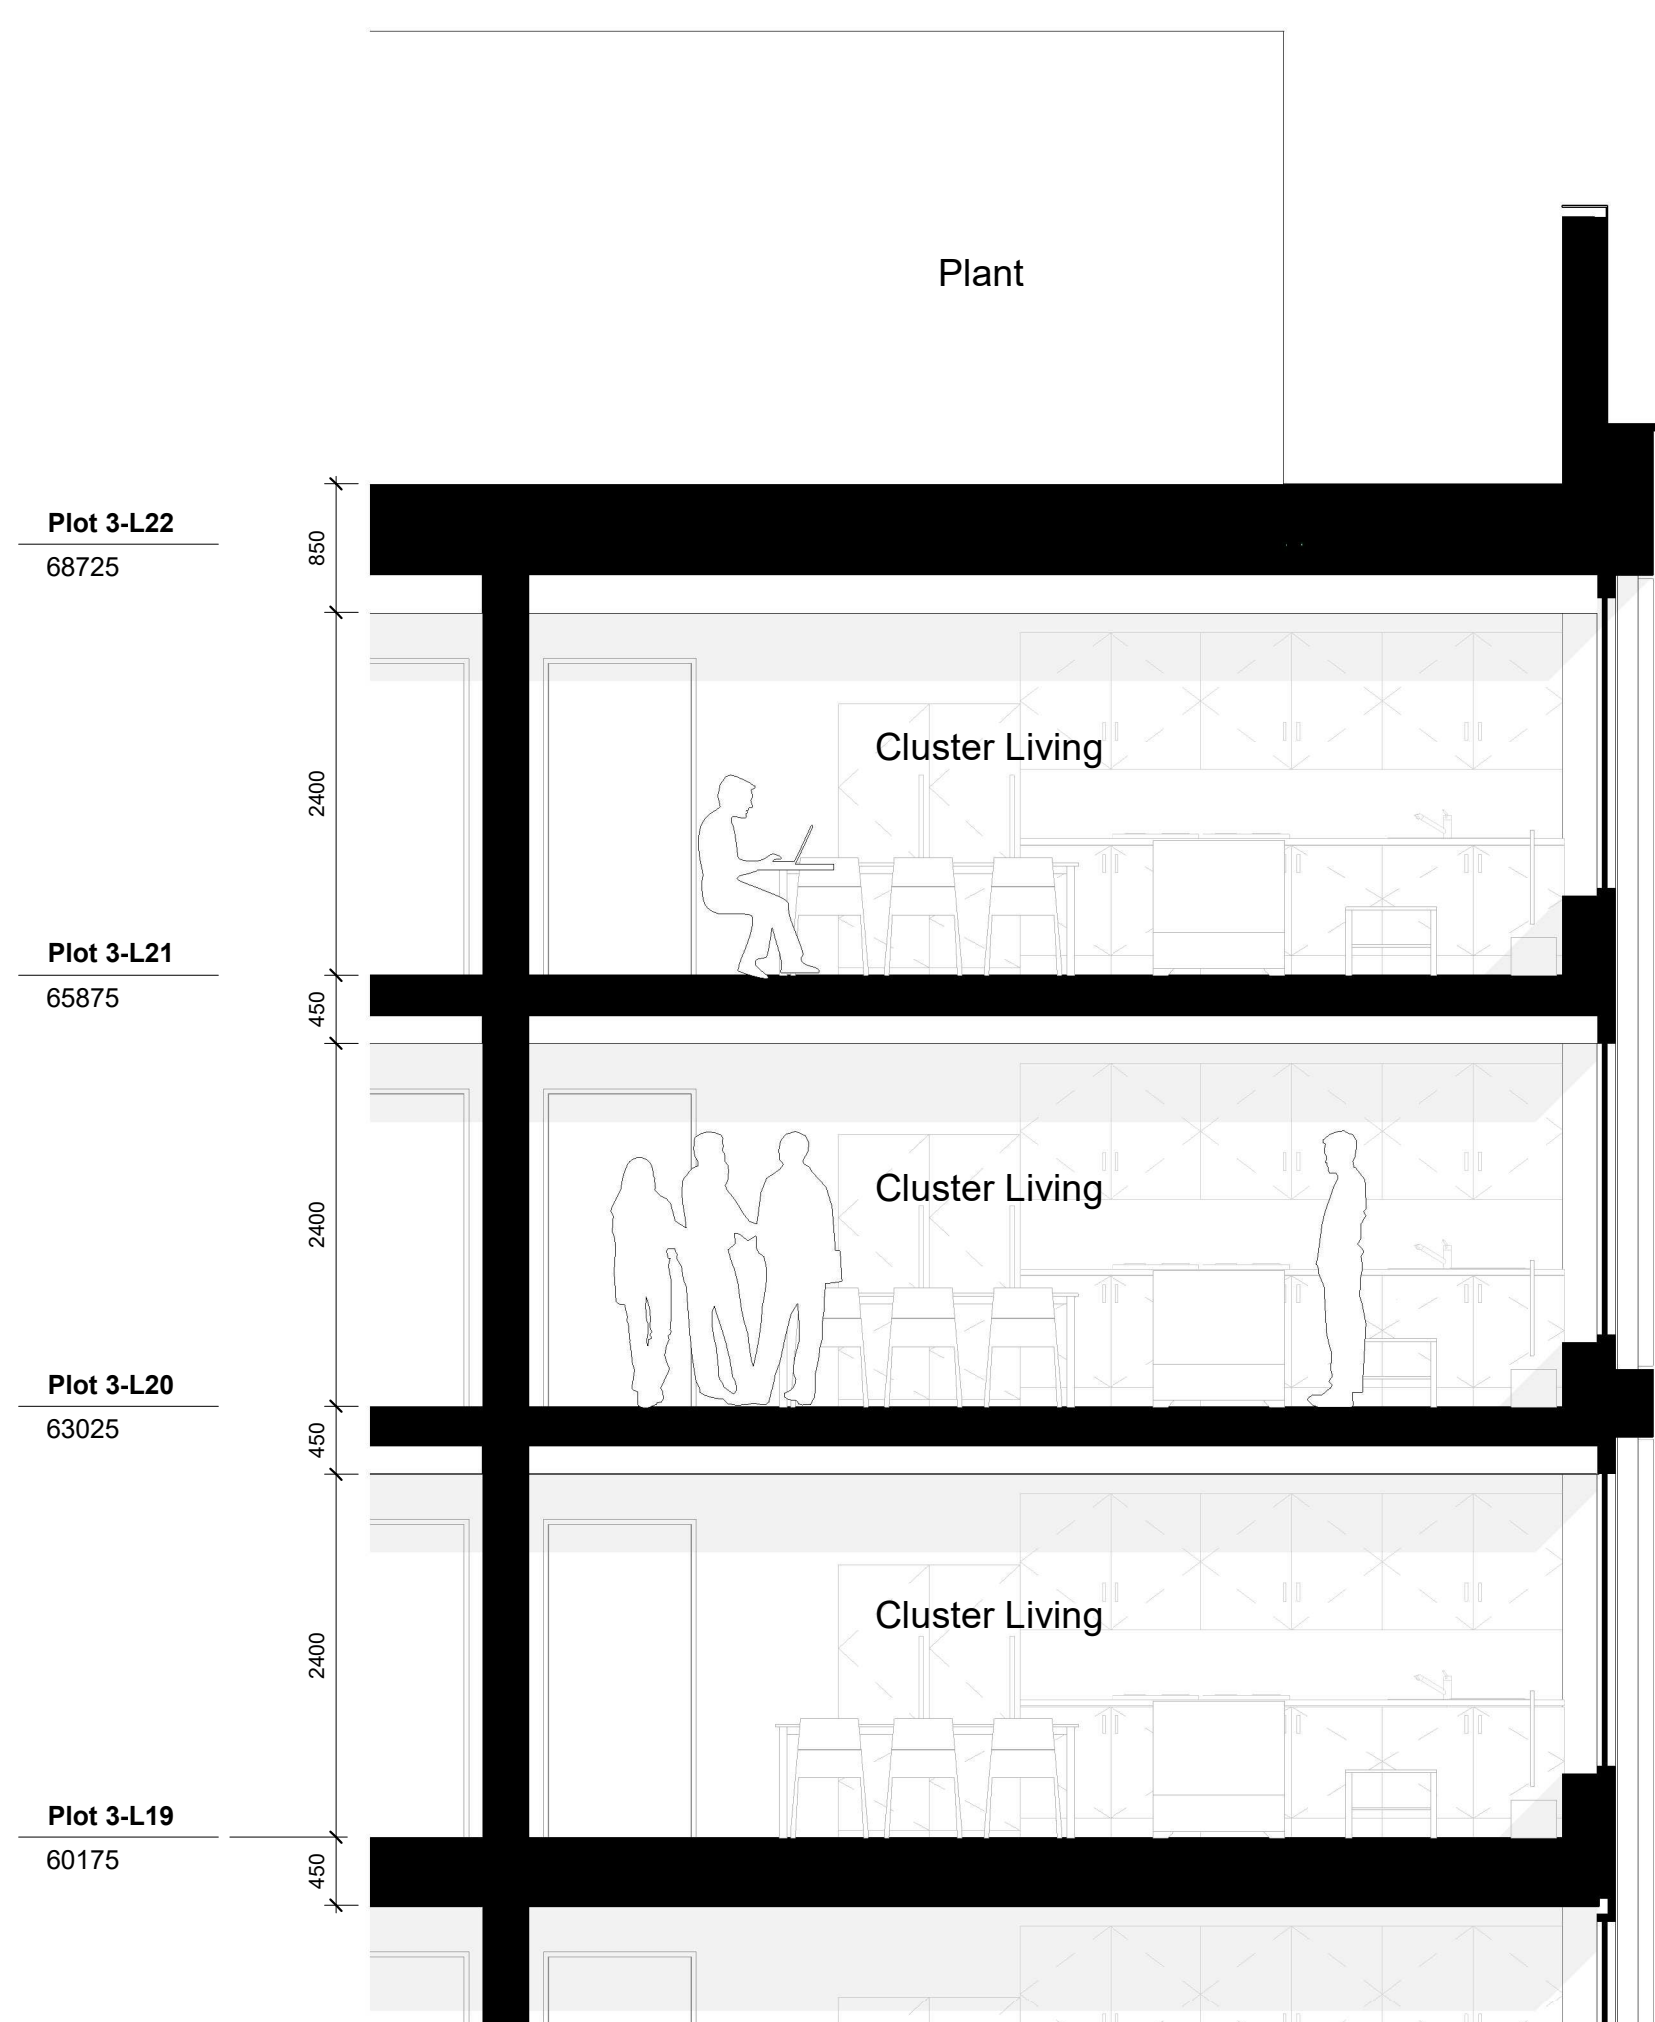 Plant
Plot 3-L22
68725
850
2400
Cluster Living
Plot 3-L21
65875
450
2400
Cluster Living
Plot 3-L20
63025
450
2400
Cluster Living
Plot 3-L19
60175
450